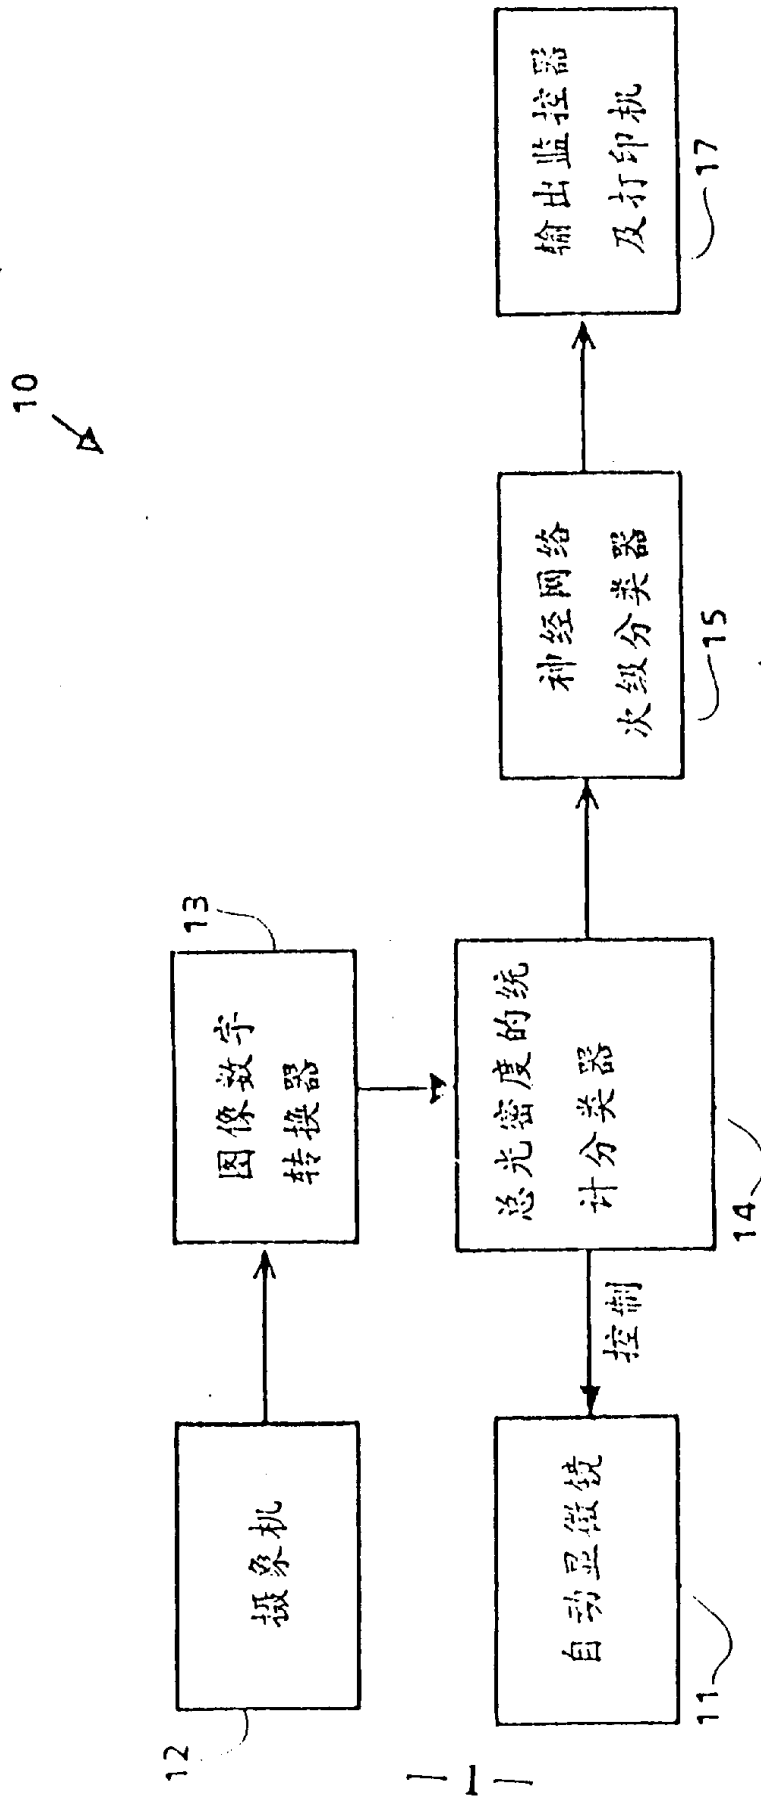 10
12
摄象机
13
图像数字
转换器
11
自动显微镜
控制
14
总光密度的统
计分类器
15
神经网络
次级分类器
17
输出监控器
及打印机
— 1 —